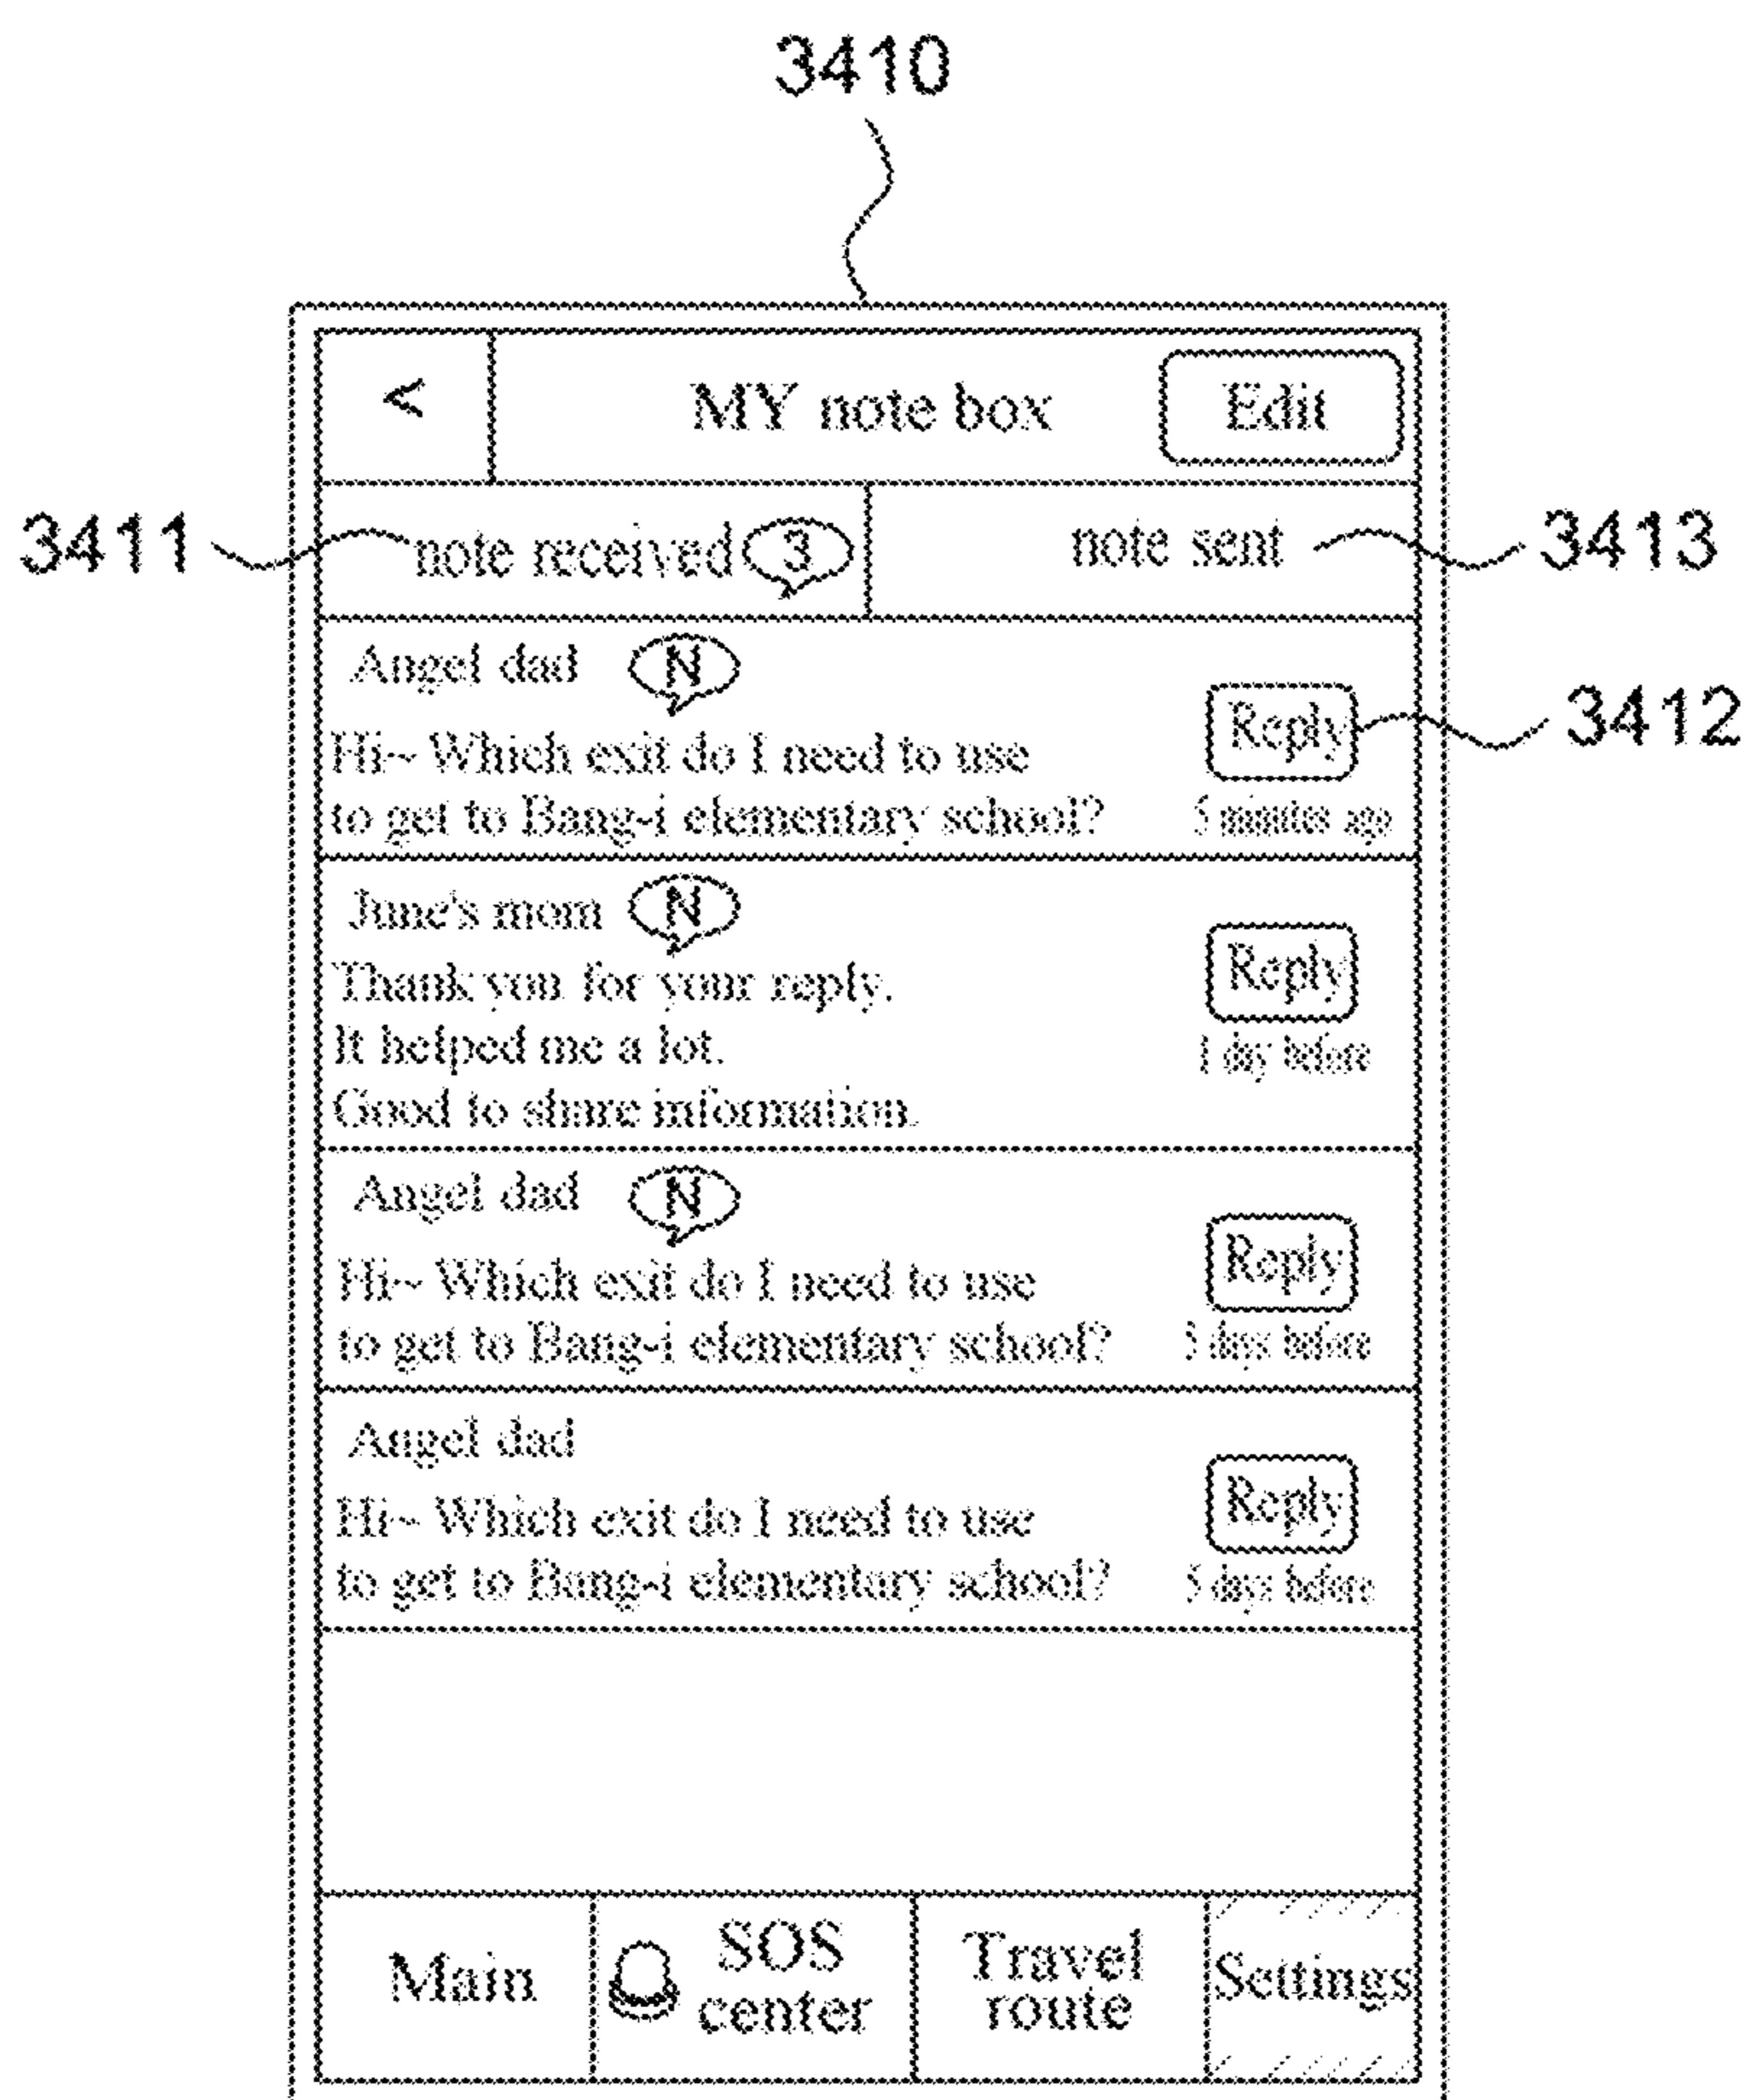 3410
< MY note box Edit
3411 note received 3 note sent 3413
Angel dad N
Reply 3412
Hi~ Which exit do I need to use
to get to Bang-i elementary school?
5 minutes ago
June's mom N
Reply
Thank you for your reply.
It helped me a lot.
1 day before
Good to share information.
Angel dad N
Reply
Hi~ Which exit do I need to use
to get to Bang-i elementary school?
3 days before
Angel dad
Reply
Hi~ Which exit do I need to use
to get to Bang-i elementary school?
5 days before
Main
SOS
center
Travel
route
Settings